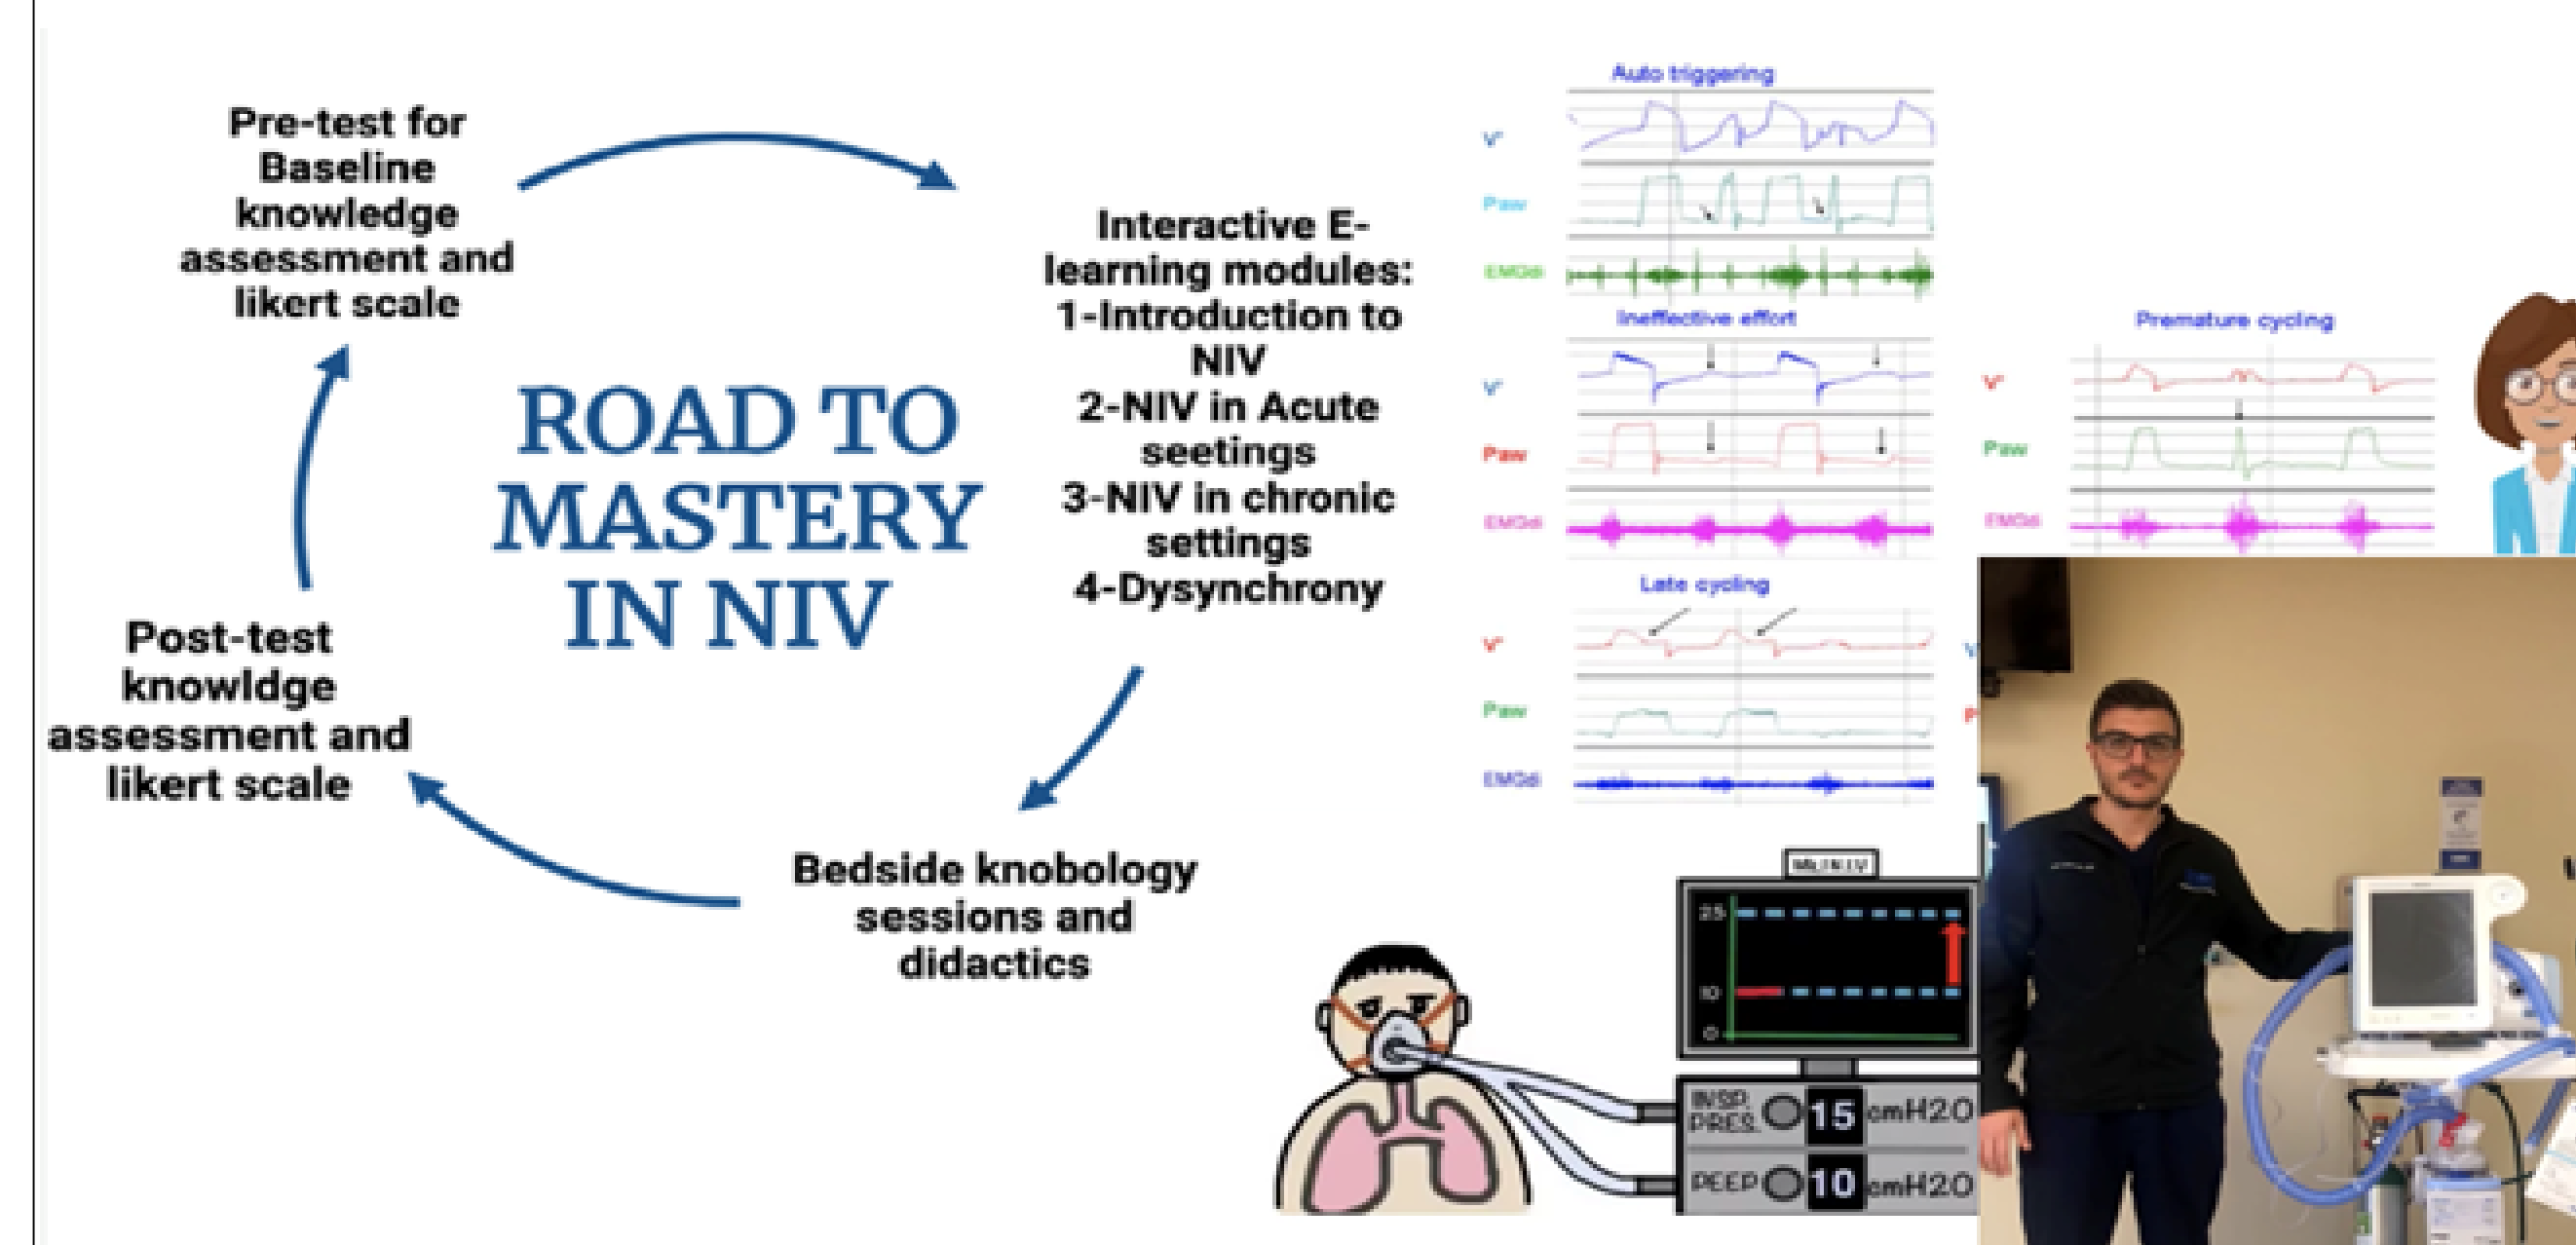 Pre-test for
Baseline
knowledge
assessment and
likert scale
Interactive E-
learning modules:
1-Introduction to
NIV
2-NIV in Acute
seetings
3-NIV in chronic
settings
4-Dysynchrony
ROAD TO
MASTERY
IN NIV
Post-test
knowldge
assessment and
likert scale
Bedside knobology
sessions and
didactics
Auto triggering
V'
Paw
EMGdi
Ineffective effort
V'
Paw
EMGdi
Late cycling
V'
Paw
EMGdi
Premature cycling
V'
Paw
EMGdi
25
10
0
INSP.
PRES. 15 cmH2O
PEEP 10 cmH2O